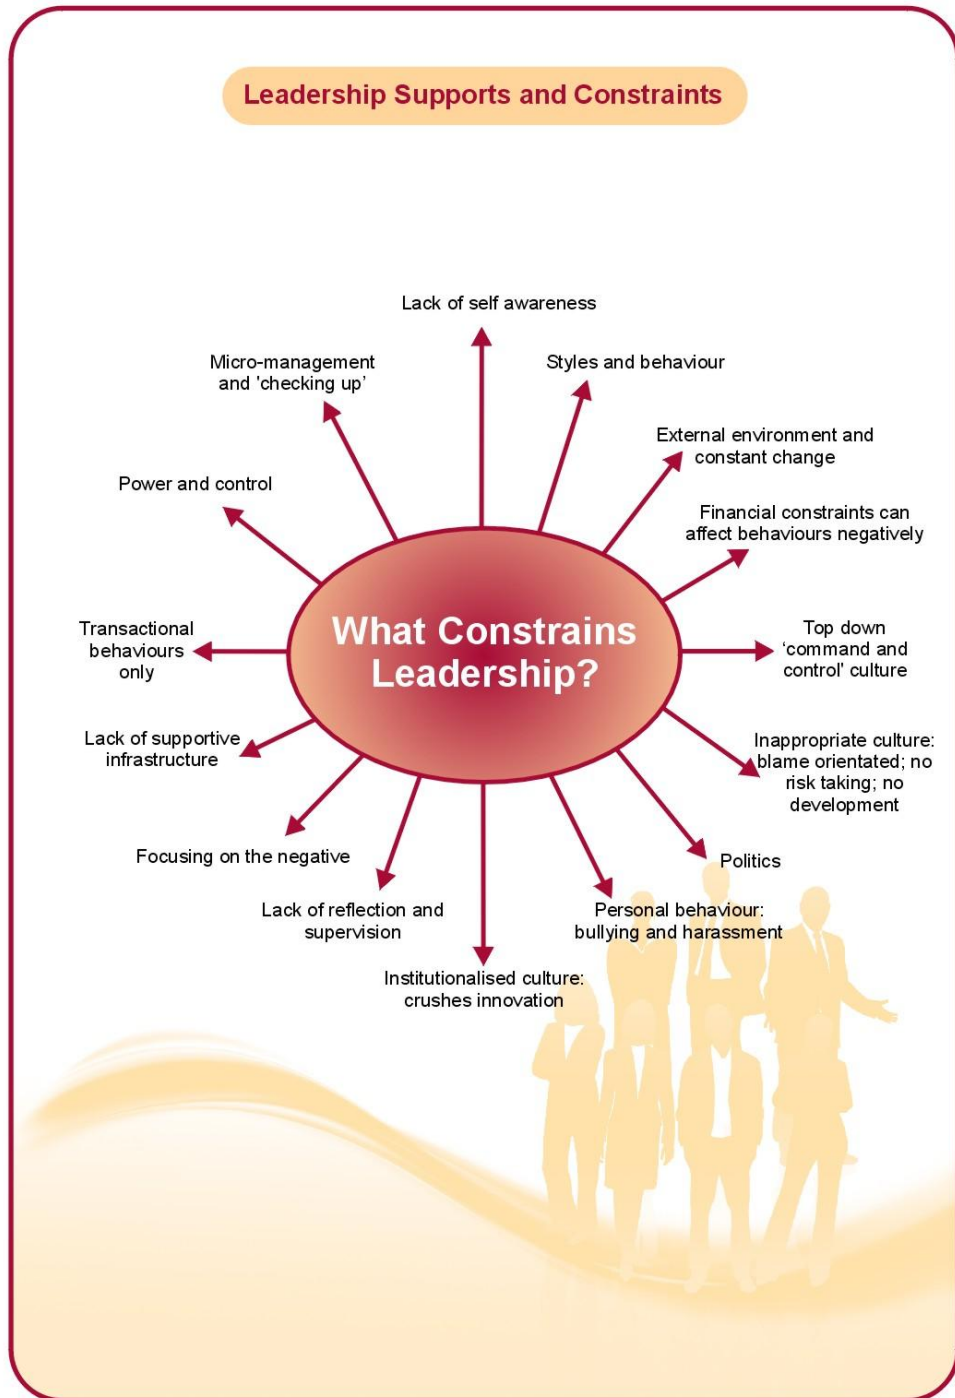 Leadership Supports and Constraints
Lack of self awareness
Micro-management
and 'checking up’
Styles and behaviour
External environment and
constant change
Power and control
Financial constraints can
affect behaviours negatively
What Constrains
Leadership?
Transactional
behaviours
only
Top down
‘command and
control' culture
Lack of supportive
infrastructure
Inappropriate culture:
blame orientated; no
risk taking; no
development
Focusing on the negative
Politics
Lack of reflection and
supervision
Personal behaviour:
bullying and harassment
Institutionalised culture:
crushes innovation